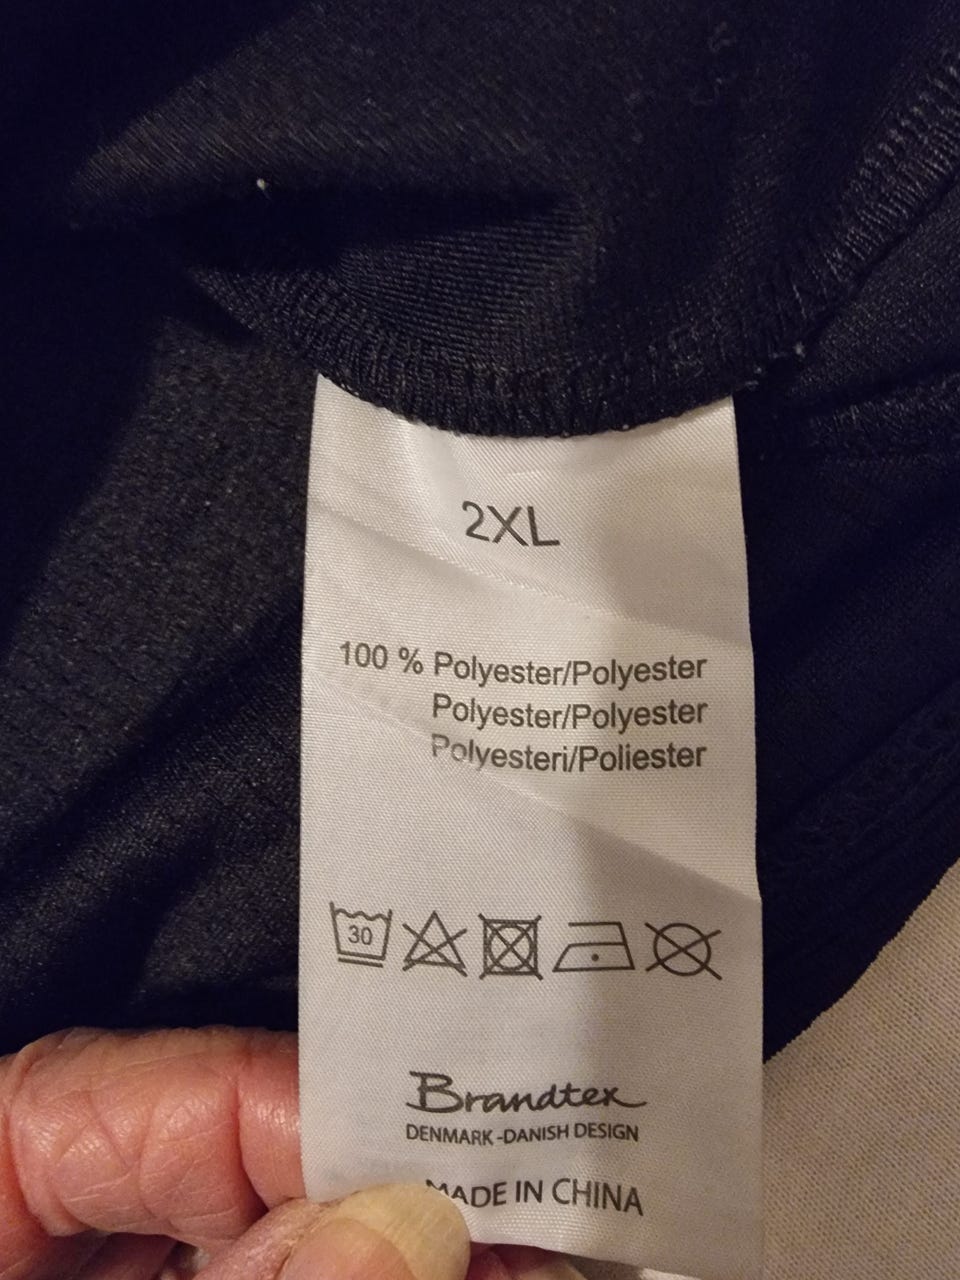 2XL
100 % Polyester/Polyester
Polyester/Polyester
Polyesteri/Poliester
30
Brandtex
DENMARK-DANISH DESIGN
MADE IN CHINA